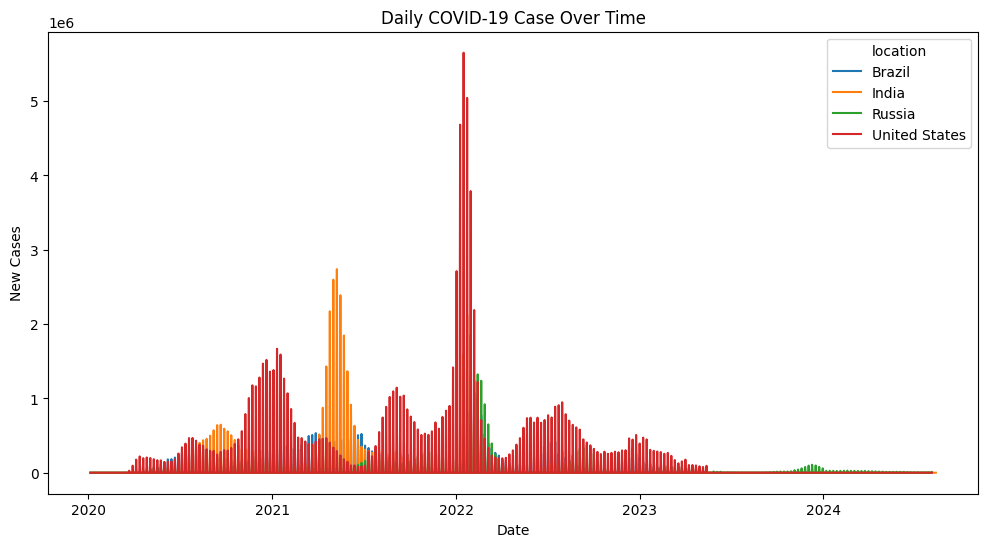 Daily COVID-19 Case Over Time
1e6
location
Brazil
India
Russia
United States
5
4
3
2
1
0
New Cases
2020
2021
2022
2023
2024
Date